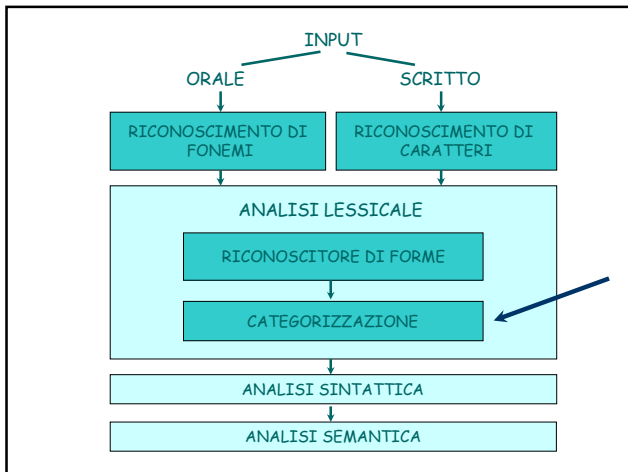 INPUT
ORALE SCRITTO
RICONOSCIMENTO DI
FONEMI
RICONOSCIMENTO DI
CARATTERI
ANALISI LESSICALE
RICONOSCITORE DI FORME
CATEGORIZZAZIONE
ANALISI SINTATTICA
ANALISI SEMANTICA